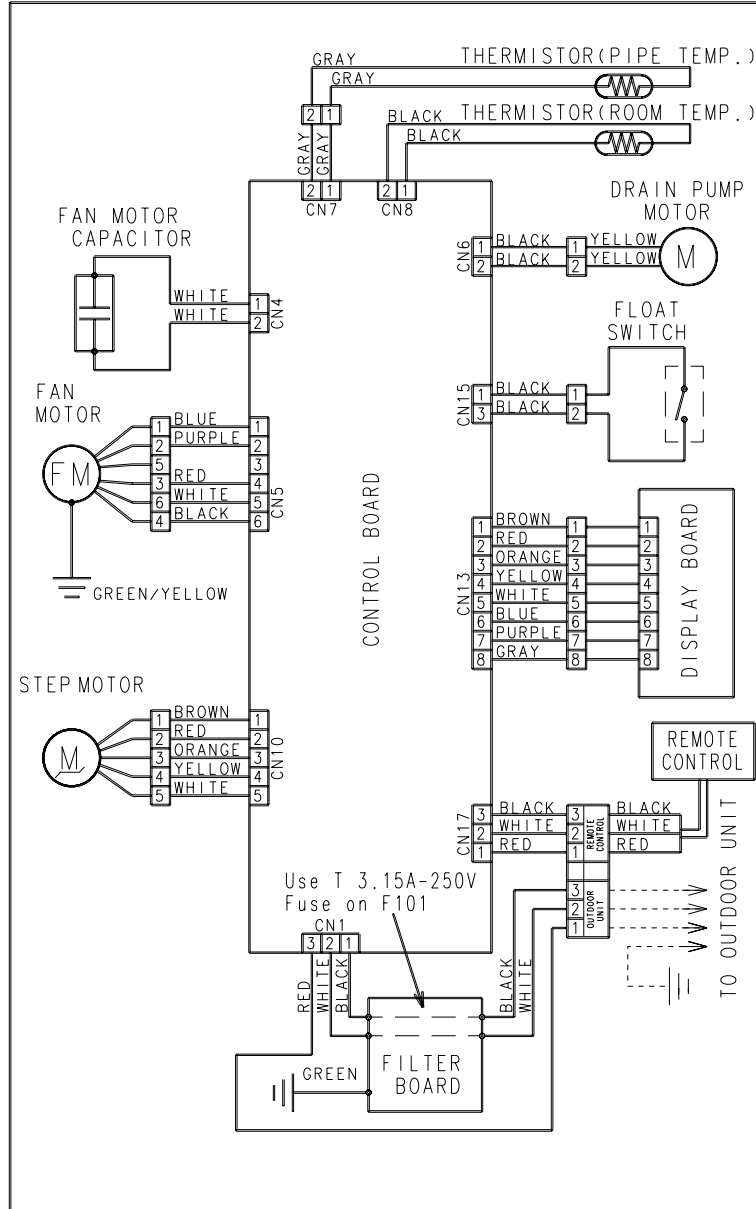 GRAY
THERMISTOR(PIPE TEMP.)
GRAY
2 1
BLACK
THERMISTOR(ROOM TEMP.)
BLACK
GRAY
GRAY
2 1
CN7
2 1
CN8
DRAIN PUMP
MOTOR
CN6
1 BLACK 1 YELLOW
2 BLACK 2 YELLOW
M
FAN MOTOR
CAPACITOR
WHITE 1
WHITE 2
CN4
FLOAT
SWITCH
CN15
1 BLACK 1
3 BLACK 2
FAN
MOTOR
FM
1 BLUE 1
2 PURPLE 2
5 3
3 RED 4
6 WHITE 5
4 BLACK 6
CN5
GREEN/YELLOW
CONTROL BOARD
CN13
1 BROWN 1 1
2 RED 2 2
3 ORANGE 3 3
4 YELLOW 4 4
5 WHITE 5 5
6 BLUE 6 6
7 PURPLE 7 7
8 GRAY 8 8
DISPLAY BOARD
STEP MOTOR
M
1 BROWN 1
2 RED 2
3 ORANGE 3
4 YELLOW 4
5 WHITE 5
CN10
REMOTE
CONTROL
CN17
3 BLACK 3 BLACK
2 WHITE 2 WHITE
1 RED 1 RED
REMOTE
CONTROL
3
2
1
OUTDOOR
UNIT
TO OUTDOOR UNIT
Use T 3.15A-250V
Fuse on F101
CN1
3 2 1
RED
WHITE
BLACK
BLACK
WHITE
FILTER
BOARD
GREEN